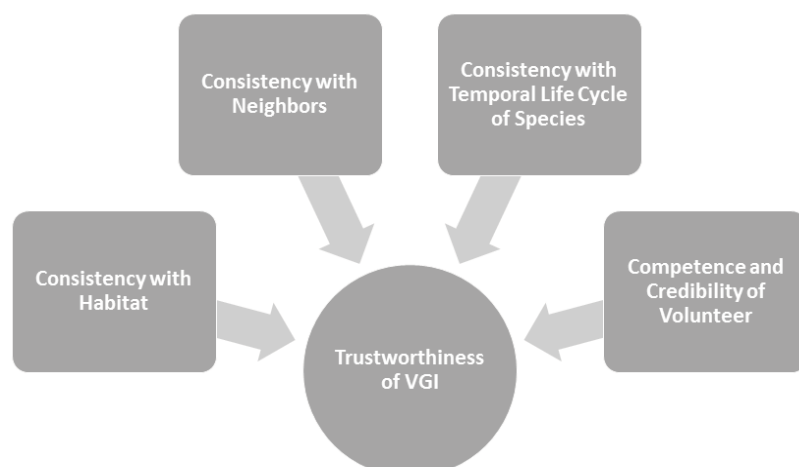 Consistency with
Neighbors
Consistency with
Temporal Life Cycle
of Species
Consistency with
Habitat
Competence and
Credibility of
Volunteer
Trustworthiness
of VGI